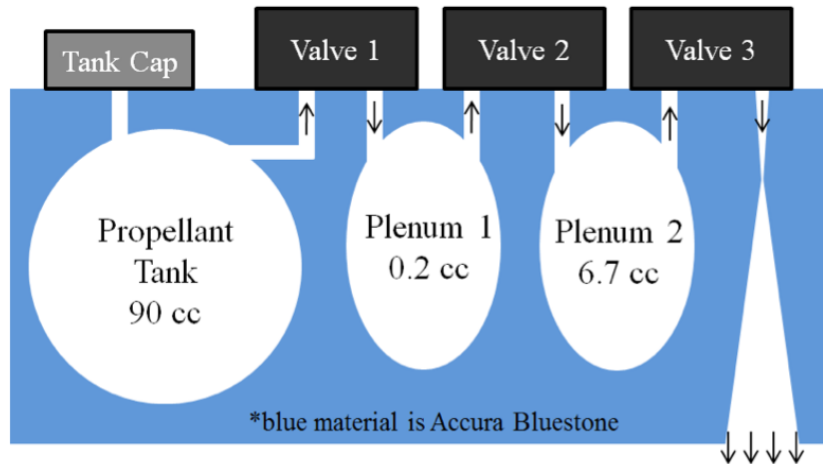 Tank Cap
Valve 1
Valve 2
Valve 3
Propellant
Tank
90 cc
Plenum 1
0.2 cc
Plenum 2
6.7 cc
*blue material is Accura Bluestone